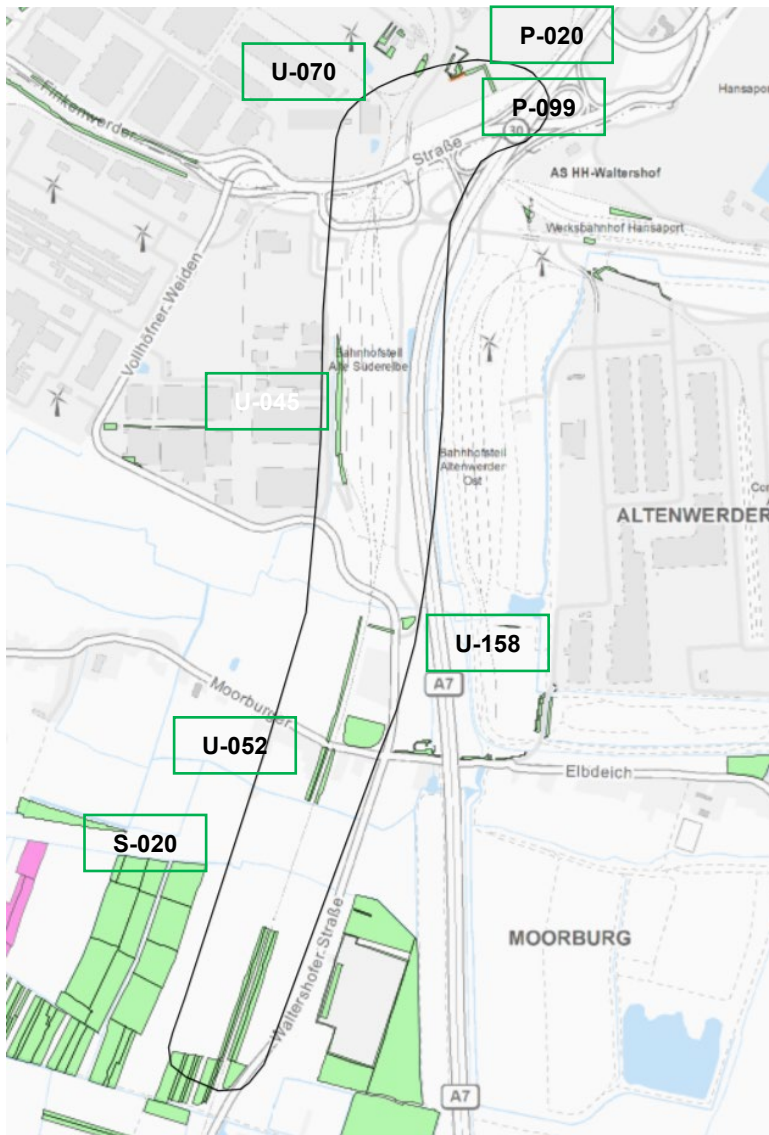 P-020
U-070
Hansaport
P-099
30
Finkenwerder
Straße
AS HH-Waltershof
Werksbahnhof Hansaport
Vollhöfner-Weiden
Bahnhofsteil
Alte Süderelbe
U-045
Bahnhofsteil
Altenwerder
Ost
ALTENWERDER
U-158
A7
Moorburger
U-052
Elbdeich
S-020
MOORBURG
Waltershofer-Straße
A7